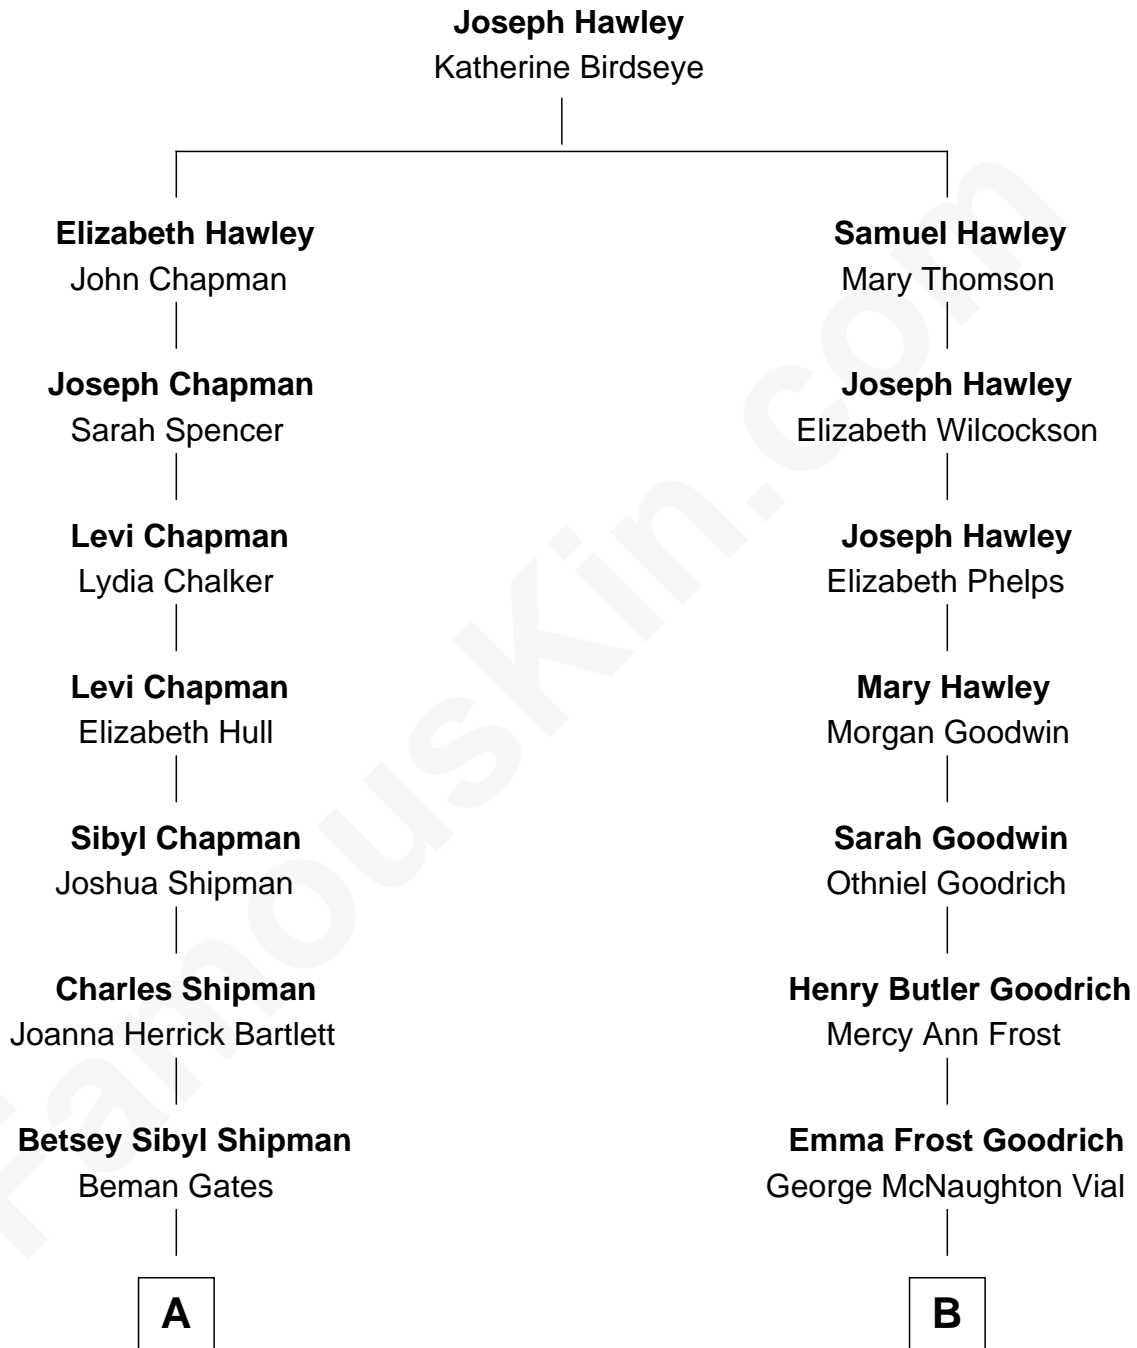 Joseph Hawley
Katherine Birdseye
Elizabeth Hawley
John Chapman
Samuel Hawley
Mary Thomson
Joseph Chapman
Sarah Spencer
Joseph Hawley
Elizabeth Wilcockson
Levi Chapman
Lydia Chalker
Joseph Hawley
Elizabeth Phelps
Levi Chapman
Elizabeth Hull
Mary Hawley
Morgan Goodwin
Sibyl Chapman
Joshua Shipman
Sarah Goodwin
Othniel Goodrich
Charles Shipman
Joanna Herrick Bartlett
Henry Butler Goodrich
Mercy Ann Frost
Betsey Sibyl Shipman
Beman Gates
Emma Frost Goodrich
George McNaughton Vial
A
B
FamousKin.com